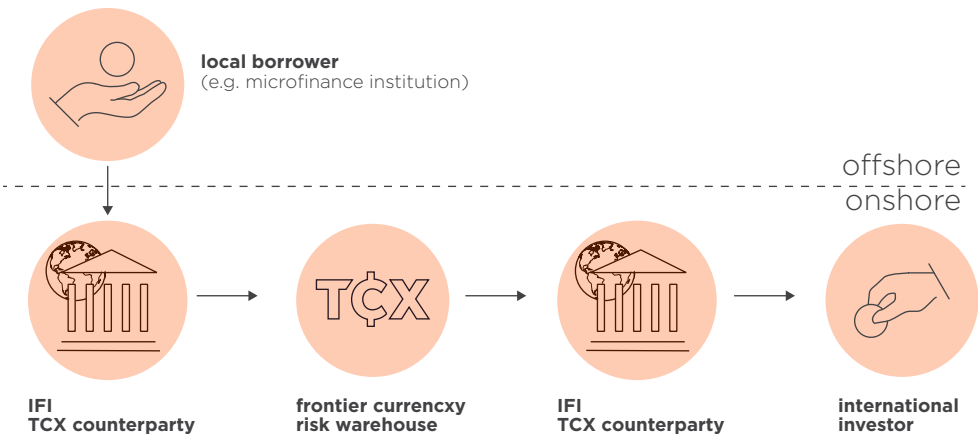 local borrower
(e.g. microfinance institution)
offshore
onshore
TCX
IFI
TCX counterparty
frontier currencxy
risk warehouse
IFI
TCX counterparty
international
investor